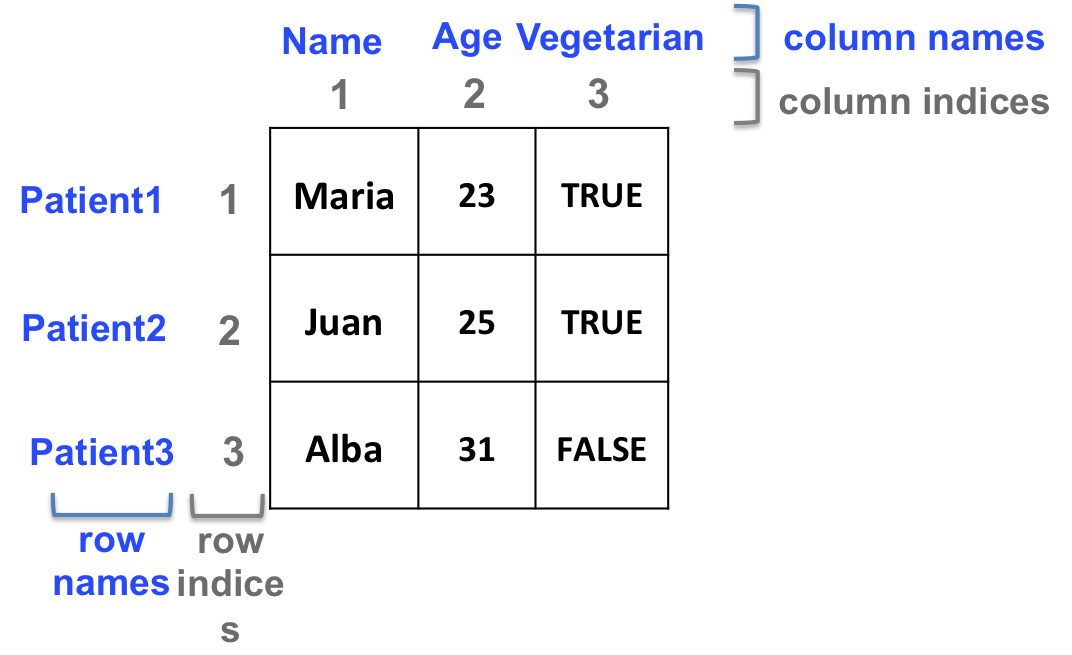 Name Age Vegetarian column names
1 2 3 column indices
Patient1 1 Maria 23 TRUE
Patient2 2 Juan 25 TRUE
Patient3 3 Alba 31 FALSE
row row
names indice
s